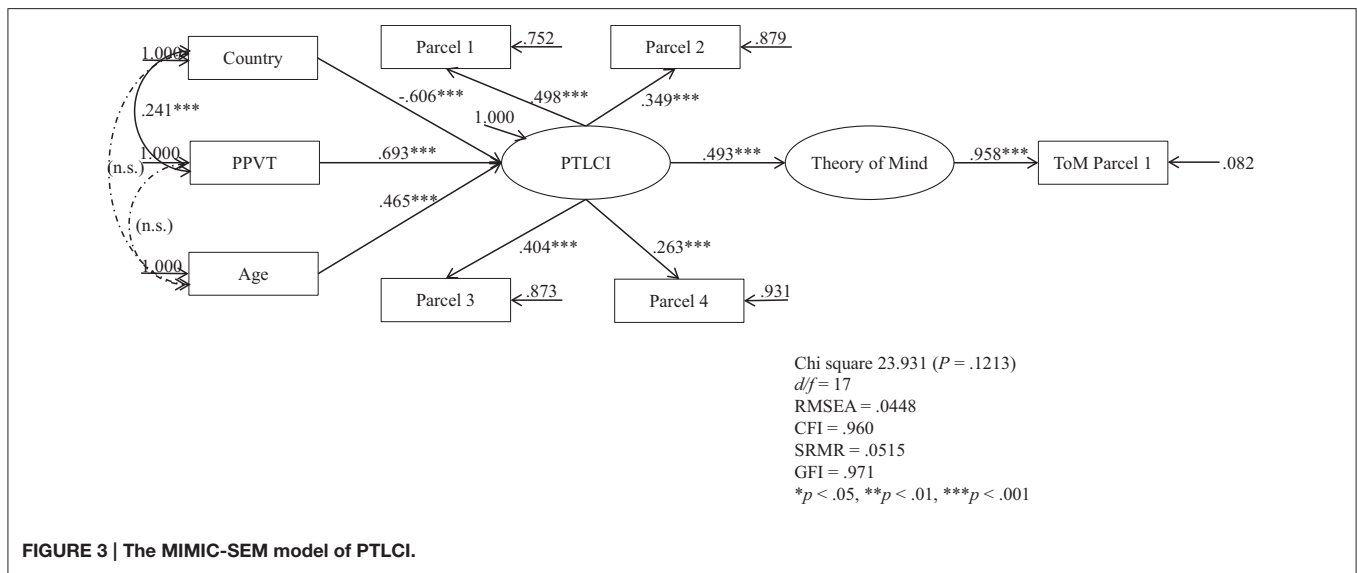 Parcel 1
.752
Parcel 2
.879
1.000
Country
-.606***
.498***
.349***
.241***
1.000
1.000
(n.s.)
PPVT
.693***
PTLCI
.493***
Theory of Mind
.958***
ToM Parcel 1
.082
(n.s.)
.465***
1.000
Age
.404***
.263***
Parcel 3
.873
Parcel 4
.931
Chi square 23.931 (P = .1213)
d/f = 17
RMSEA = .0448
CFI = .960
SRMR = .0515
GFI = .971
*p < .05, **p < .01, ***p < .001
FIGURE 3 | The MIMIC-SEM model of PTLCI.